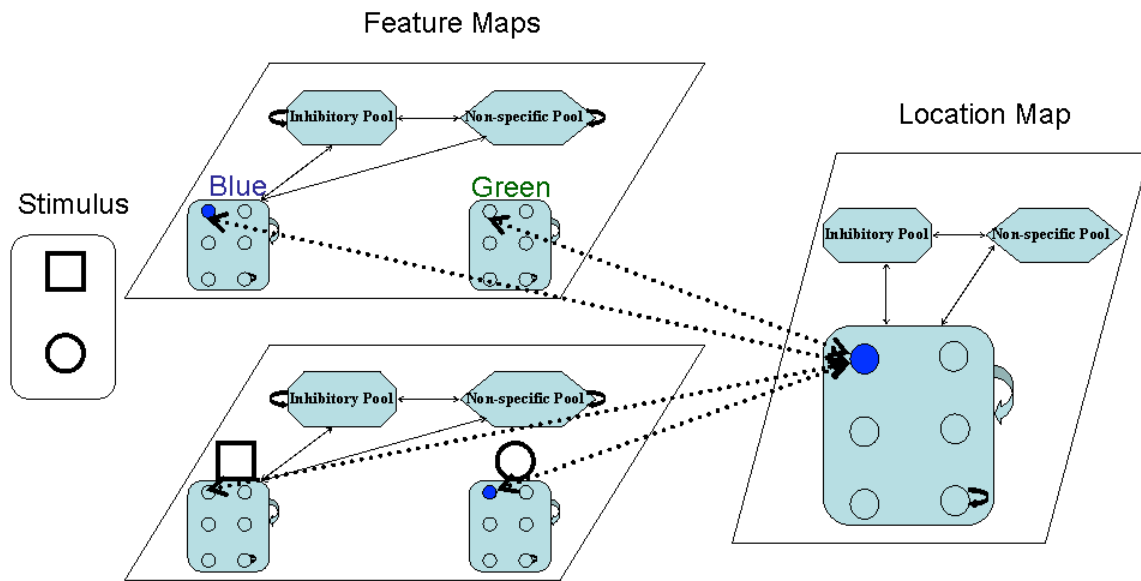 Feature Maps
Inhibitory Pool
Non-specific Pool
Location Map
Blue
Green
Stimulus
Inhibitory Pool
Non-specific Pool
Inhibitory Pool
Non-specific Pool